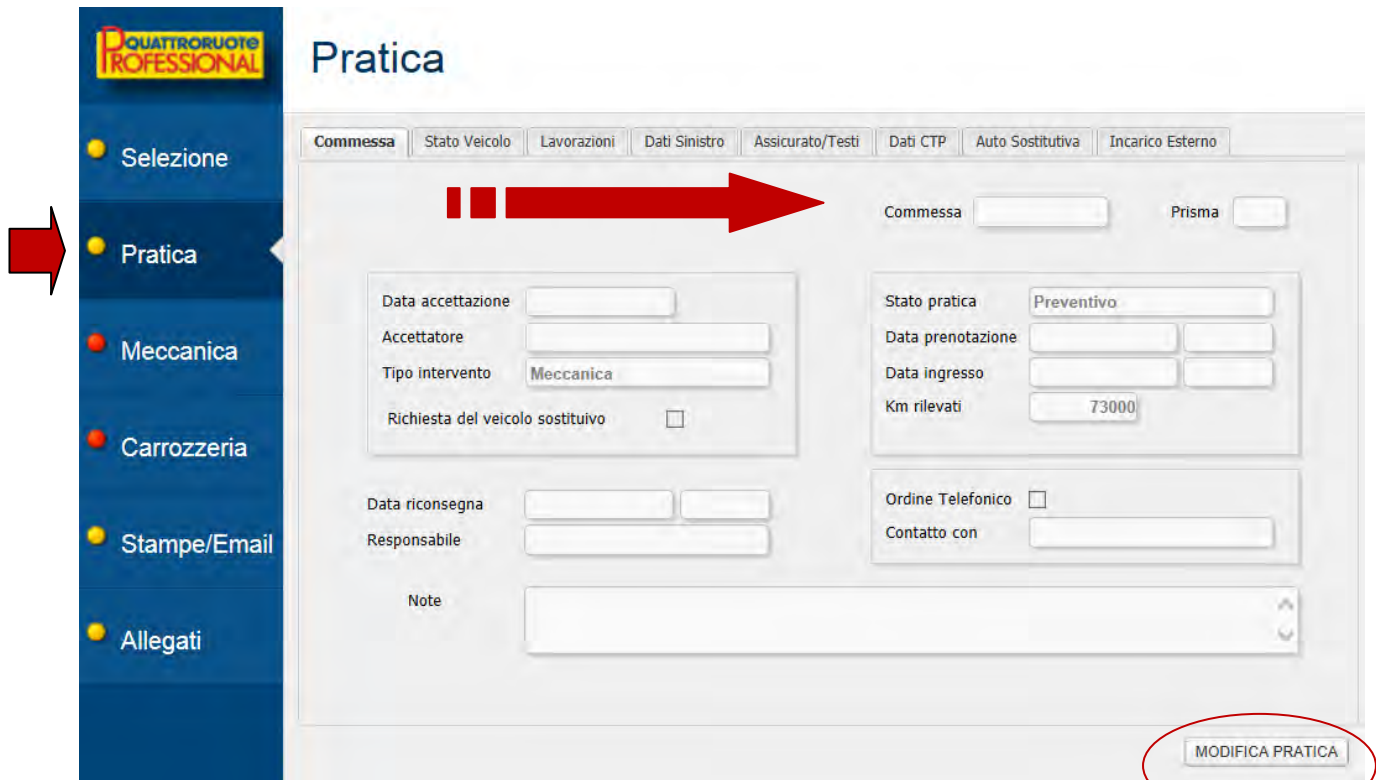 QUATTRORUOTE
PROFESSIONAL
Pratica
Selezione
Pratica
Meccanica
Carrozzeria
Stampe/Email
Allegati
Commessa Stato Veicolo Lavorazioni Dati Sinistro Assicurato/Testi Dati CTP Auto Sostitutiva Incarico Esterno
Commessa Prisma
Data accettazione
Accettatore
Tipo intervento Meccanica
Richiesta del veicolo sostituivo
Stato pratica Preventivo
Data prenotazione
Data ingresso
Km rilevati 73000
Data riconsegna
Responsabile
Ordine Telefonico
Contatto con
Note
MODIFICA PRATICA